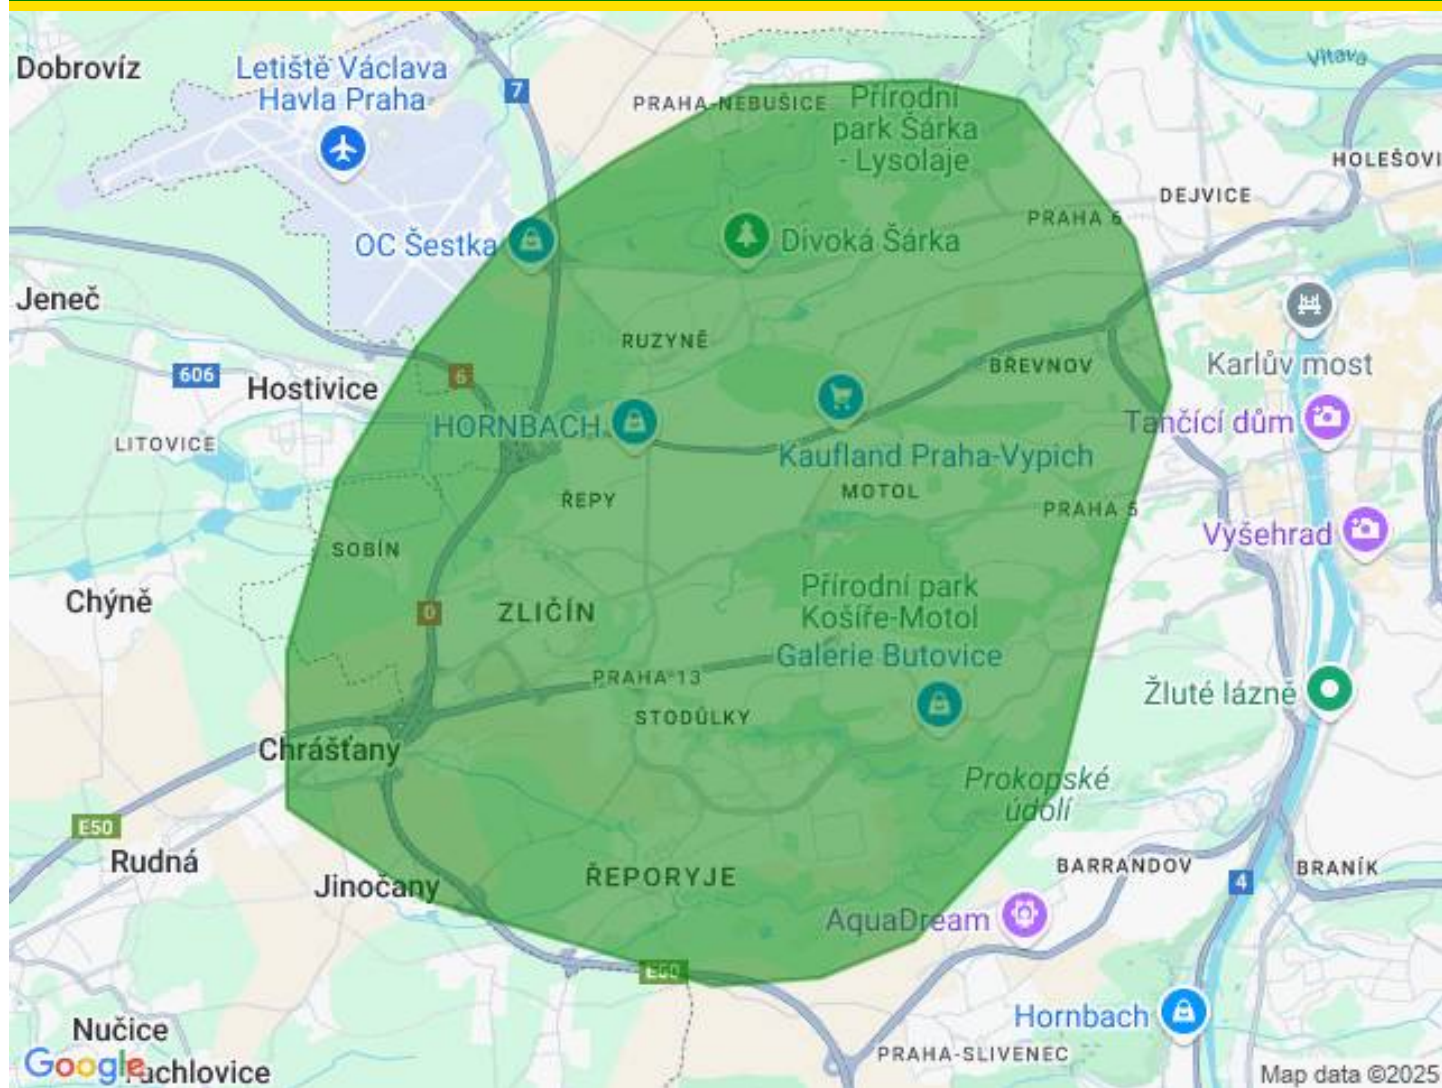 Vltava
Dobrovíz
Letiště Václava
Havla Praha
7
PRAHA-NEBUŠICE
Přírodní
park Šárka
- Lysolaje
HOLEŠOVI
DEJVICE
PRAHA 6
OC Šestka
Divoká Šárka
Jeneč
RUZYNĚ
606
Hostivice
6
BŘEVNOV
Karlův most
HORNBACH
Tančící dům
LITOVICE
Kaufland Praha-Vypich
ŘEPY
MOTOL
PRAHA 5
SOBÍN
Vyšehrad
Chýně
0
ZLIČÍN
Přírodní park
Košíře-Motol
Galerie Butovice
PRAHA 13
Žluté lázně
STODŮLKY
Chrášťany
Prokopské
údolí
E50
Rudná
BARRANDOV
BRANÍK
Jinočany
ŘEPORYJE
4
AquaDream
E50
Nučice
Hornbach
PRAHA-SLIVENEC
Google
achlovice
Map data ©2025